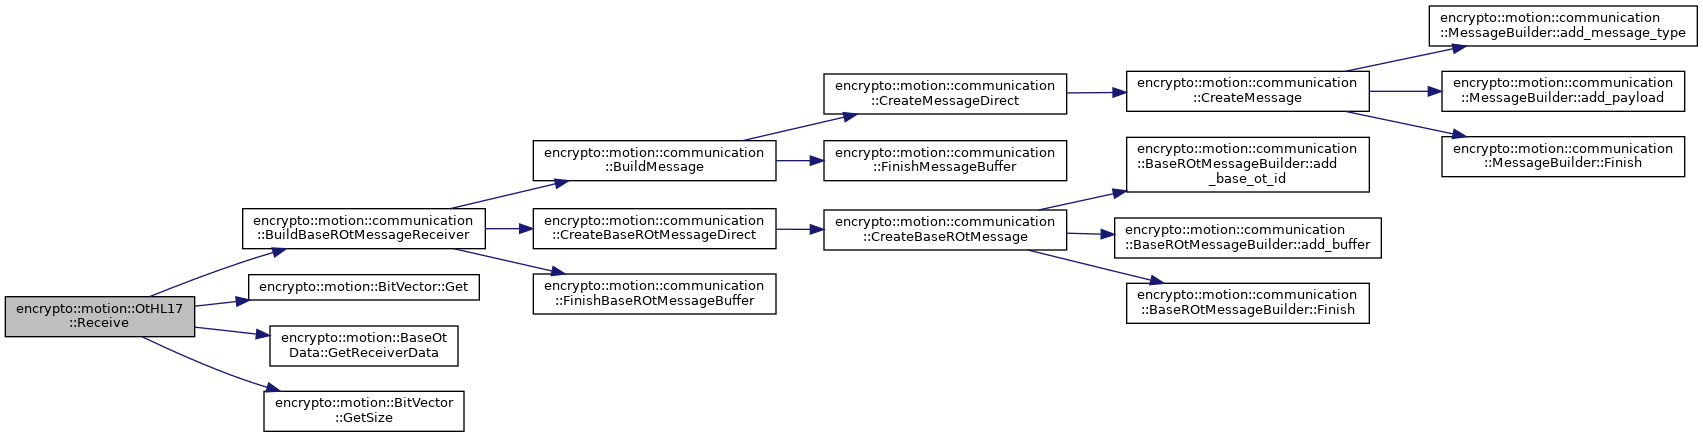 encrypto::motion::communication
::MessageBuilder::add_message_type
encrypto::motion::communication
::CreateMessageDirect
encrypto::motion::communication
::CreateMessage
encrypto::motion::communication
::MessageBuilder::add_payload
encrypto::motion::communication
::BuildMessage
encrypto::motion::communication
::FinishMessageBuffer
encrypto::motion::communication
::BaseROtMessageBuilder::add
_base_ot_id
encrypto::motion::communication
::MessageBuilder::Finish
encrypto::motion::communication
::BuildBaseROtMessageReceiver
encrypto::motion::communication
::CreateBaseROtMessageDirect
encrypto::motion::communication
::CreateBaseROtMessage
encrypto::motion::communication
::BaseROtMessageBuilder::add_buffer
encrypto::motion::BitVector::Get
encrypto::motion::communication
::FinishBaseROtMessageBuffer
encrypto::motion::communication
::BaseROtMessageBuilder::Finish
encrypto::motion::OtHL17
::Receive
encrypto::motion::BaseOt
Data::GetReceiverData
encrypto::motion::BitVector
::GetSize